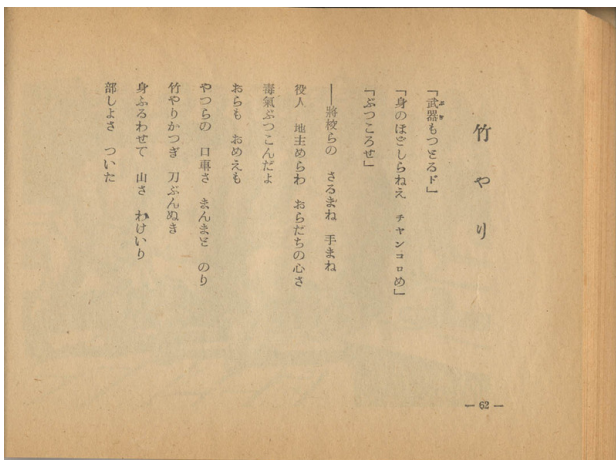 竹やり
「武器もつとるド」
「身のほどしらねえ チヤンコロめ」
「ぶつころせ」
――將校らの さるまね 手まね
役人 地主めらわ おらだちの心さ
毒氣ぶつこんだよ
おらも おめえも
やつらの 口車さ まんまと のり
竹やりかつぎ 刀ぶんぬき
身ふるわせて 山さ わけいり
部しよさ ついた
― 62 ―